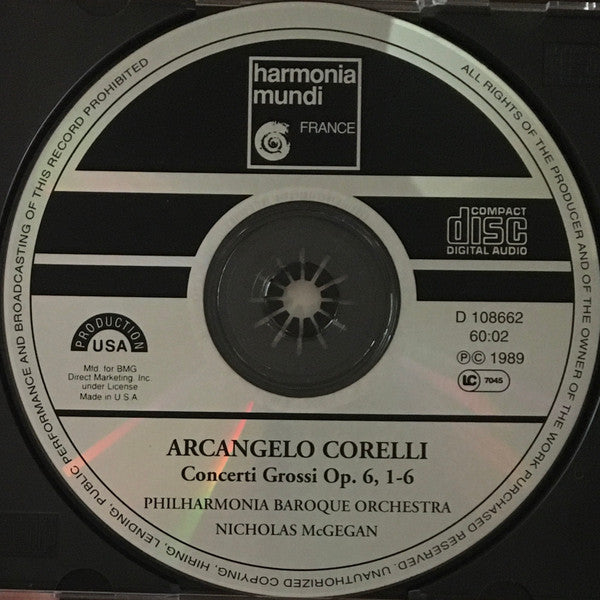 harmonia
mundi
FRANCE
COMPACT
disc
DIGITAL AUDIO
PRODUCTION
USA
Mfd. for BMG
Direct Marketing, Inc.
under License
Made in U.S.A.
D 108662
60:02
ⓅⒸ 1989
LC 7045
ARCANGELO CORELLI
Concerti Grossi Op. 6, 1-6
PHILHARMONIA BAROQUE ORCHESTRA
NICHOLAS McGEGAN
ALL RIGHTS OF THE PRODUCER AND OF THE OWNER OF THE WORK PURCHASED RESERVED. UNAUTHORIZED COPYING, HIRING, LENDING, PUBLIC PERFORMANCE AND BROADCASTING OF THIS RECORD PROHIBITED